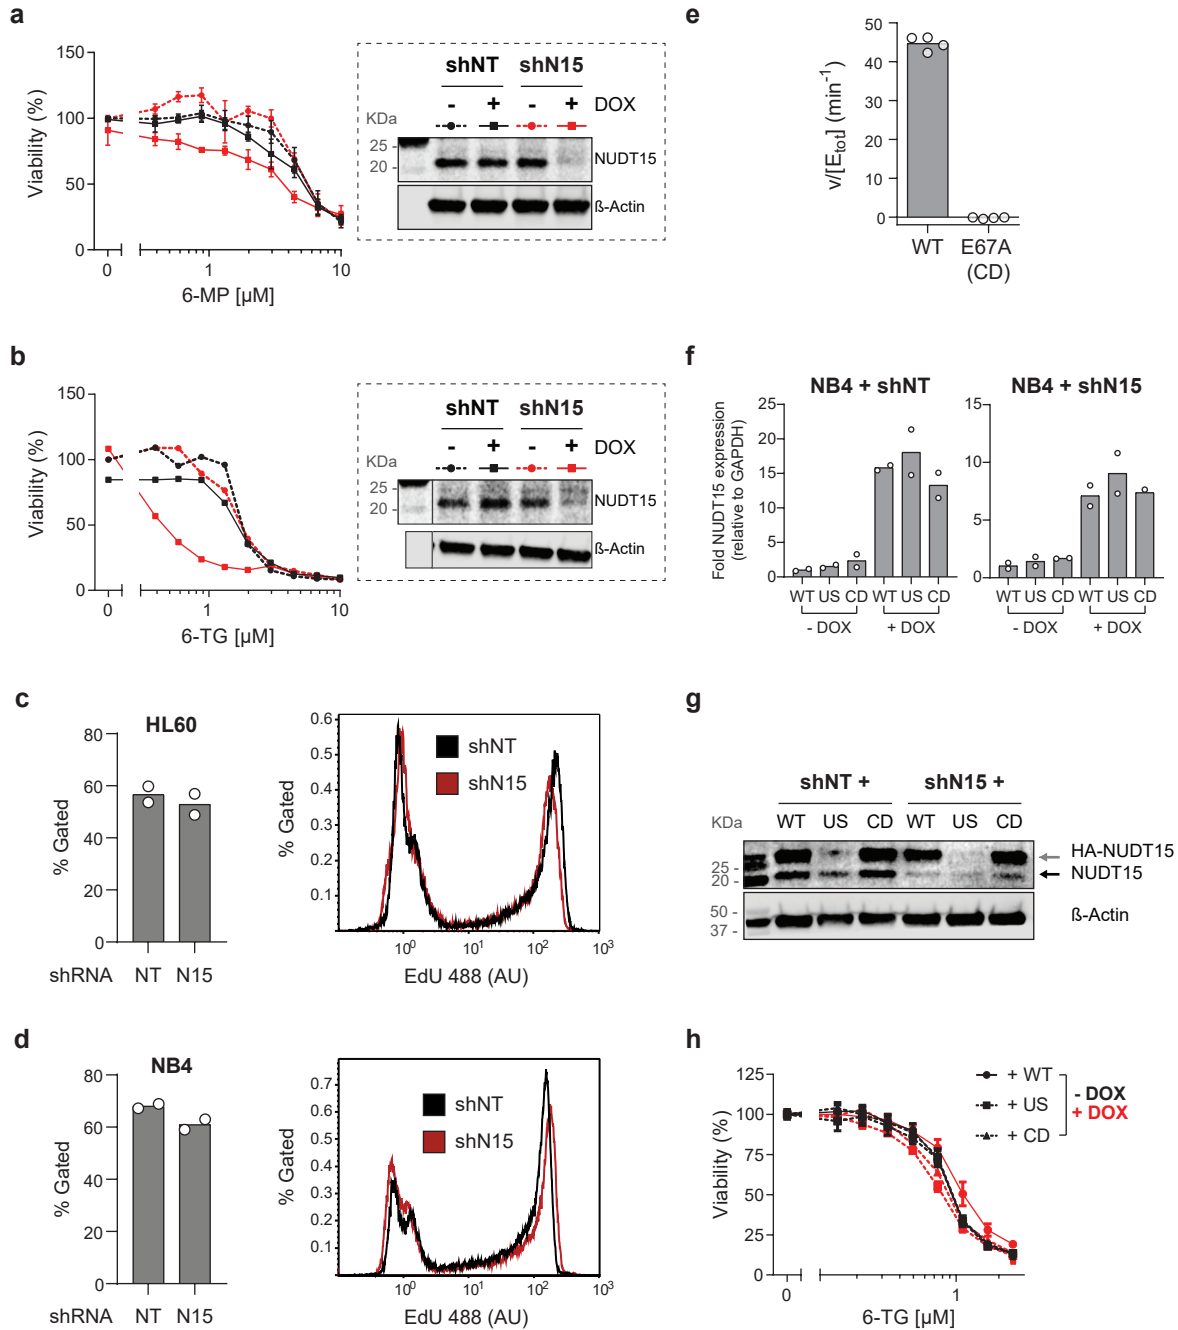 a
150
100
50
0
Viability (%)
0
1
10
6-MP [µM]
shNT
shN15
-
+
-
+
DOX
KDa
25 -
20 -
NUDT15
ß-Actin
b
150
100
50
0
Viability (%)
0
1
10
6-TG [µM]
shNT
shN15
-
+
-
+
DOX
KDa
25 -
20 -
NUDT15
ß-Actin
c
HL60
80
60
40
20
0
% Gated
shRNA
NT
N15
0.6
0.5
0.4
0.3
0.2
0.1
% Gated
shNT
shN15
10⁰
10¹
10²
10³
EdU 488 (AU)
d
NB4
80
60
40
20
0
% Gated
shRNA
NT
N15
0.7
0.6
0.5
0.4
0.3
0.2
0.1
% Gated
shNT
shN15
10⁰
10¹
10²
10³
EdU 488 (AU)
e
50
40
30
20
10
0
v/[Etot] (min⁻¹)
WT
E67A
(CD)
f
NB4 + shNT
25
20
15
10
5
0
Fold NUDT15 expression
(relative to GAPDH)
WT US CD WT US CD
- DOX
+ DOX
NB4 + shN15
15
10
5
0
WT US CD WT US CD
- DOX
+ DOX
g
shNT +
shN15 +
KDa
WT US CD WT US CD
25 -
20 -
HA-NUDT15
NUDT15
50 -
37 -
ß-Actin
h
125
100
75
50
25
0
Viability (%)
+ WT
+ US
+ CD
- DOX
+ DOX
0
1
6-TG [µM]